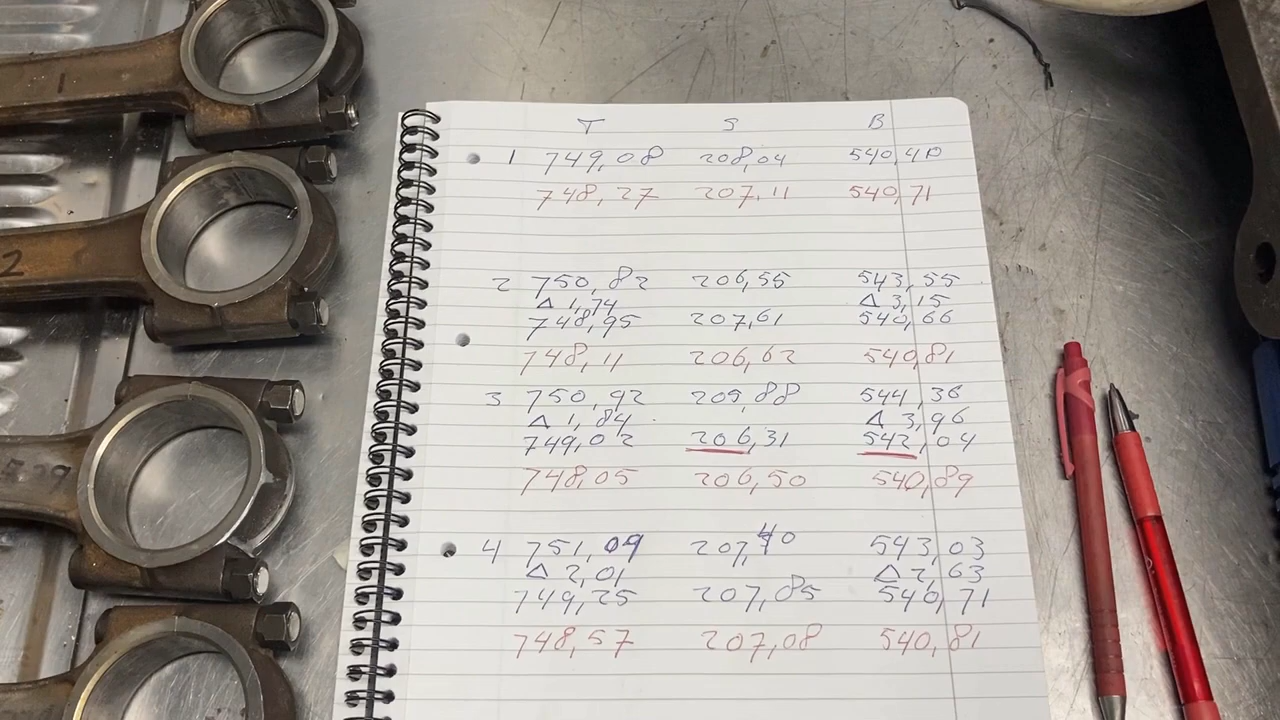 T S B
1 749,08 208,04 540,40
748,27 207,11 540,71
2 750,82 206,55 543,55
Δ 1,74 Δ 3,15
748,95 207,61 540,66
748,11 206,62 540,81
3 750,92 209,88 544,36
Δ 1,84 Δ 3,96
749,02 206,31 542,04
748,05 206,50 540,89
4 751,09 207,40 543,03
Δ 2,01 Δ 2,63
749,25 207,85 540,71
748,57 207,08 540,81
1
2